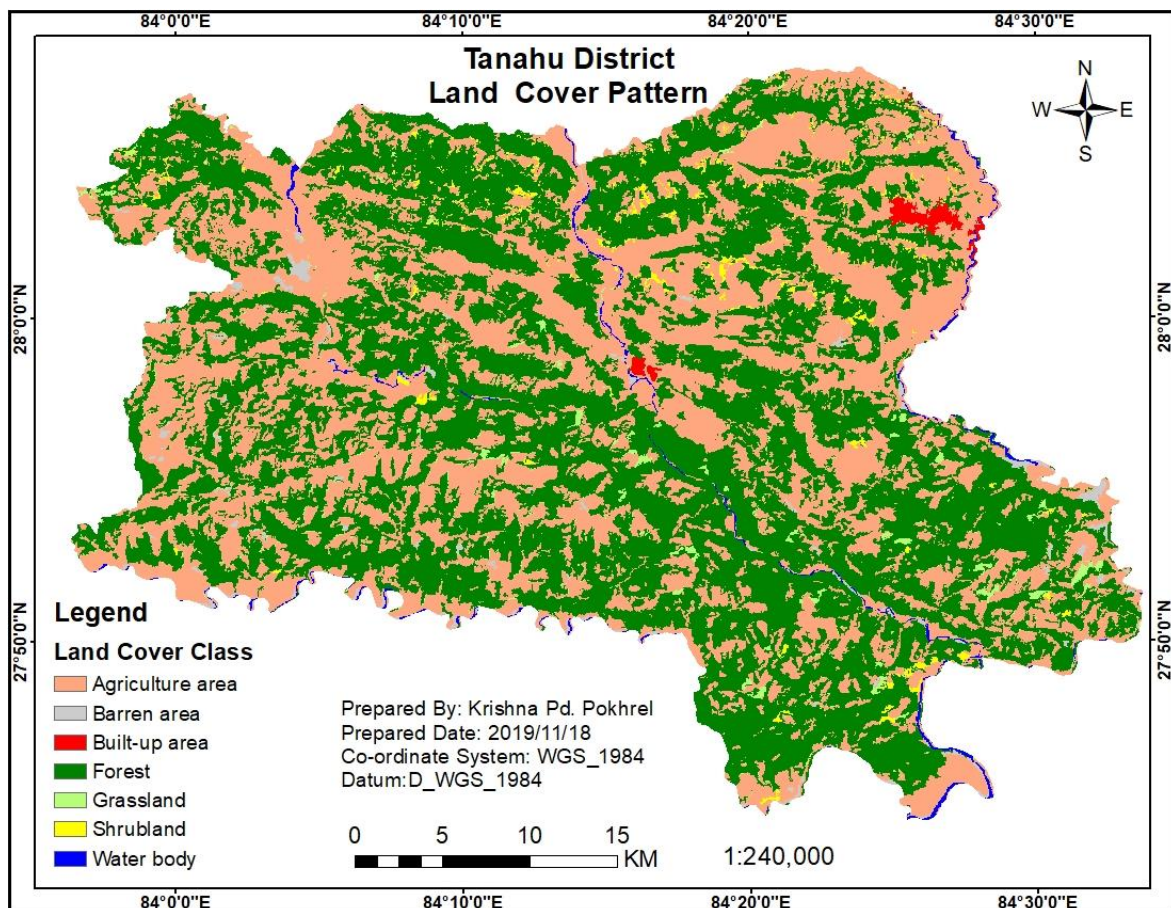 84°0'0"E 84°10'0"E 84°20'0"E 84°30'0"E
Tanahu District
Land Cover Pattern
N
W E
S
28°0'0"N 28°0'0"N
27°50'0"N 27°50'0"N
Legend
Land Cover Class
Agriculture area
Barren area
Built-up area
Forest
Grassland
Shrubland
Water body
Prepared By: Krishna Pd. Pokhrel
Prepared Date: 2019/11/18
Co-ordinate System: WGS_1984
Datum:D_WGS_1984
0 5 10 15
KM
1:240,000
84°0'0"E 84°10'0"E 84°20'0"E 84°30'0"E